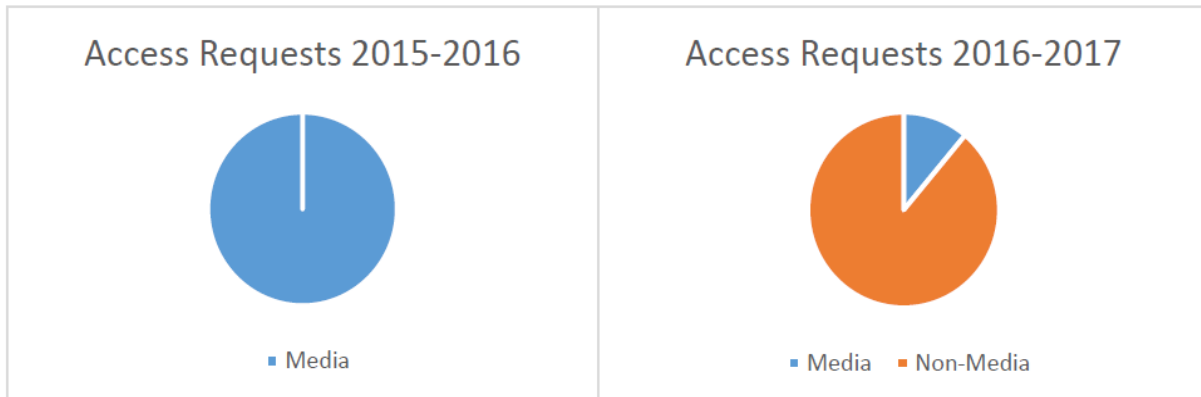 Access Requests 2015-2016
Media
Access Requests 2016-2017
Media Non-Media